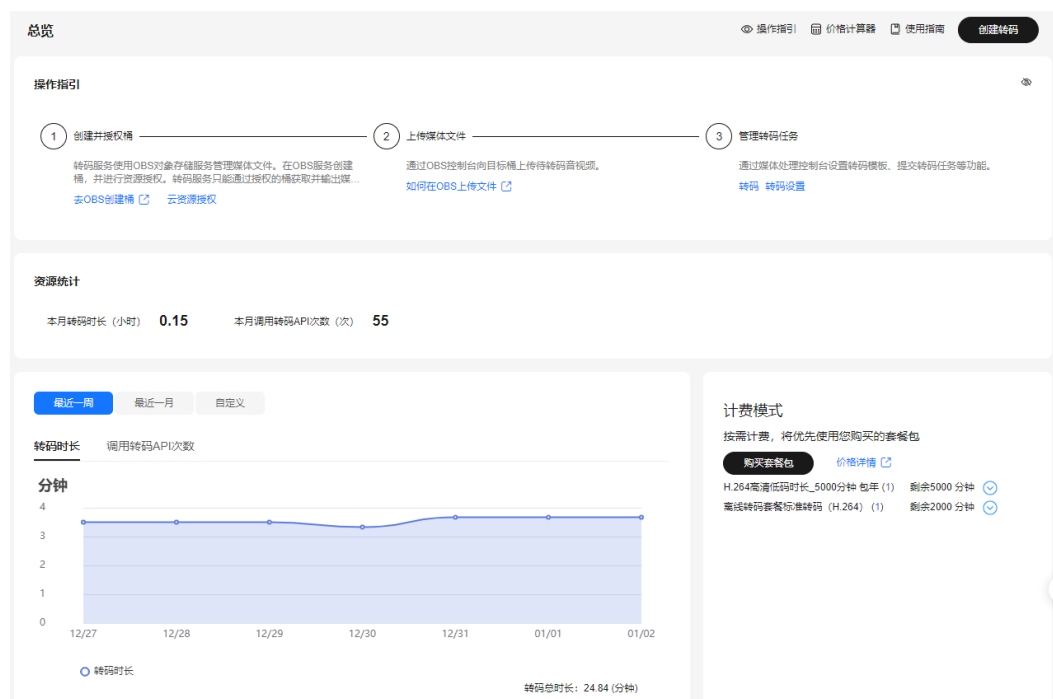 总览
操作指引
价格计算器
使用指南
创建转码
操作指引
1 创建并授权桶
转码服务使用OBS对象存储服务管理媒体文件。在OBS服务创建
桶，并进行资源授权。转码服务只能通过授权的桶获取并输出媒...
去OBS创建桶 云资源授权
2 上传媒体文件
通过OBS控制台向目标桶上传待转码音视频。
如何在OBS上传文件
3 管理转码任务
通过媒体处理控制台设置转码模板、提交转码任务等功能。
转码 转码设置
资源统计
本月转码时长（小时） 0.15 本月调用转码API次数（次） 55
最近一周 最近一月 自定义
转码时长 调用转码API次数
分钟
4
3
2
1
0
12/27 12/28 12/29 12/30 12/31 01/01 01/02
转码时长
转码总时长：24.84 (分钟)
计费模式
按需计费，将优先使用您购买的套餐包
购买套餐包 价格详情
H.264高清低码时长_5000分钟 包年 (1) 剩余5000 分钟
离线转码套餐标准转码（H.264） (1) 剩余2000 分钟